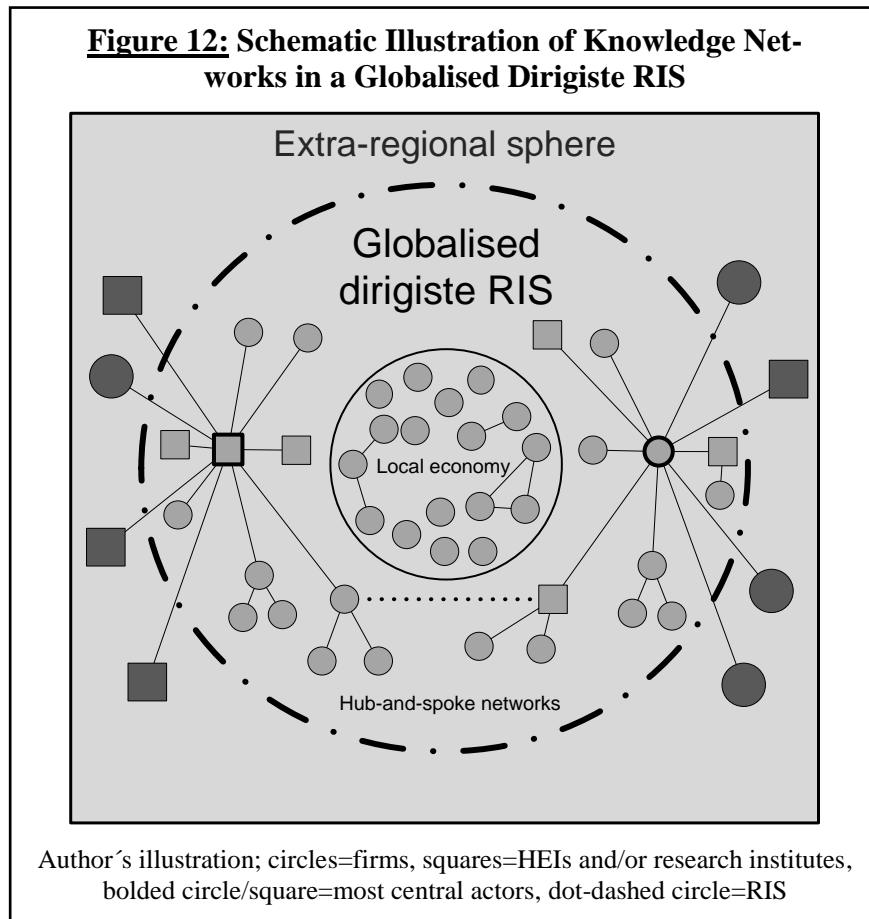 Figure 12: Schematic Illustration of Knowledge Net-
works in a Globalised Dirigiste RIS
Extra-regional sphere
Globalised
dirigiste RIS
Local economy
Hub-and-spoke networks
Author´s illustration; circles=firms, squares=HEIs and/or research institutes,
bolded circle/square=most central actors, dot-dashed circle=RIS